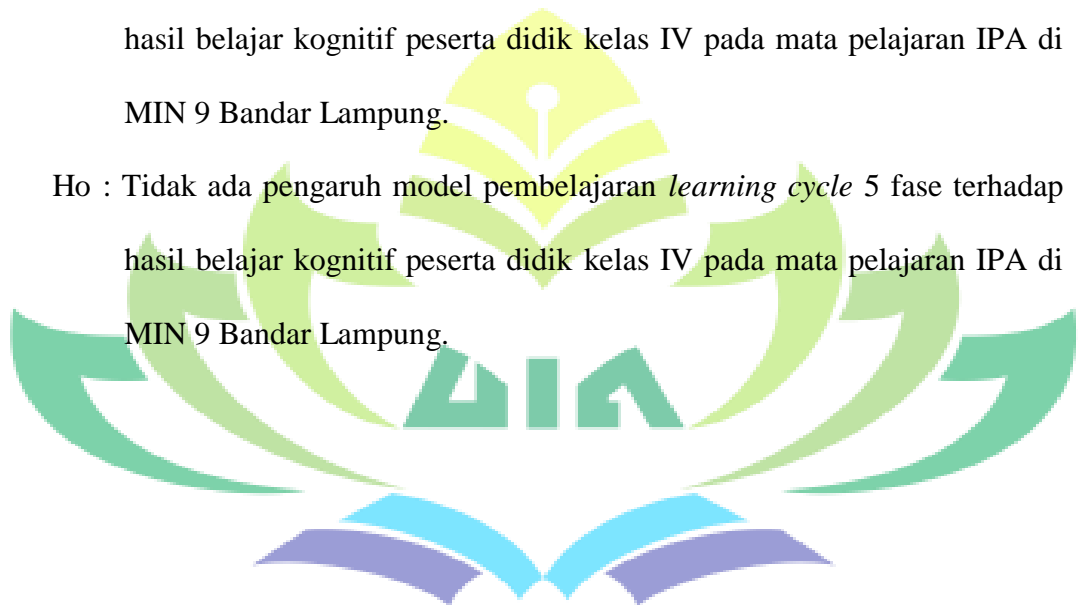 hasil belajar kognitif peserta didik kelas IV pada mata pelajaran IPA di
MIN 9 Bandar Lampung.
Ho : Tidak ada pengaruh model pembelajaran learning cycle 5 fase terhadap
hasil belajar kognitif peserta didik kelas IV pada mata pelajaran IPA di
MIN 9 Bandar Lampung.
UIN